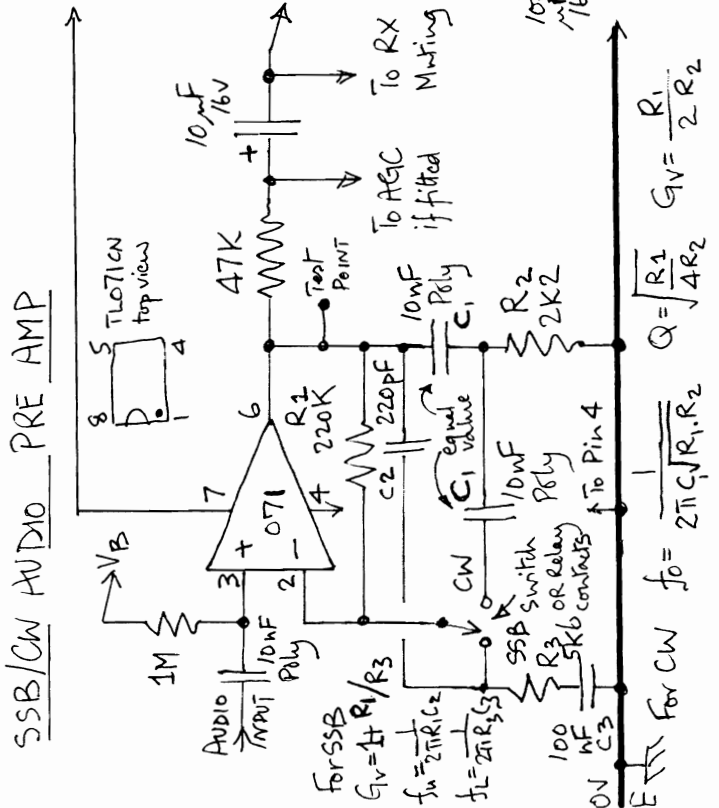 SSB/CW AUDIO PRE AMP
TL071CN
top view
8 5
1 4
VB
1M
AUDIO
INPUT
10nF
Poly
3 +
2 −
7
071
4
6
R1
220K
C2 220pF
47K
Test
POINT
+
10µF
16V
To AGC
if fitted
To RX
Muting
10nF
Poly
C1
C1 equal
value
10nF
Poly
R2
2K2
CW
SSB Switch
OR Relay
contacts
R3
5K6
100
nF
C3
To Pin 4
For SSB
Gv = 1 + R1/R3
fH = 1/2πR1C2
fL = 1/2πR3C3
0V
E
For CW f0 = 1/2πC1√R1.R2 Q = √R1/4R2 Gv = R1/2R2
10
µF
16